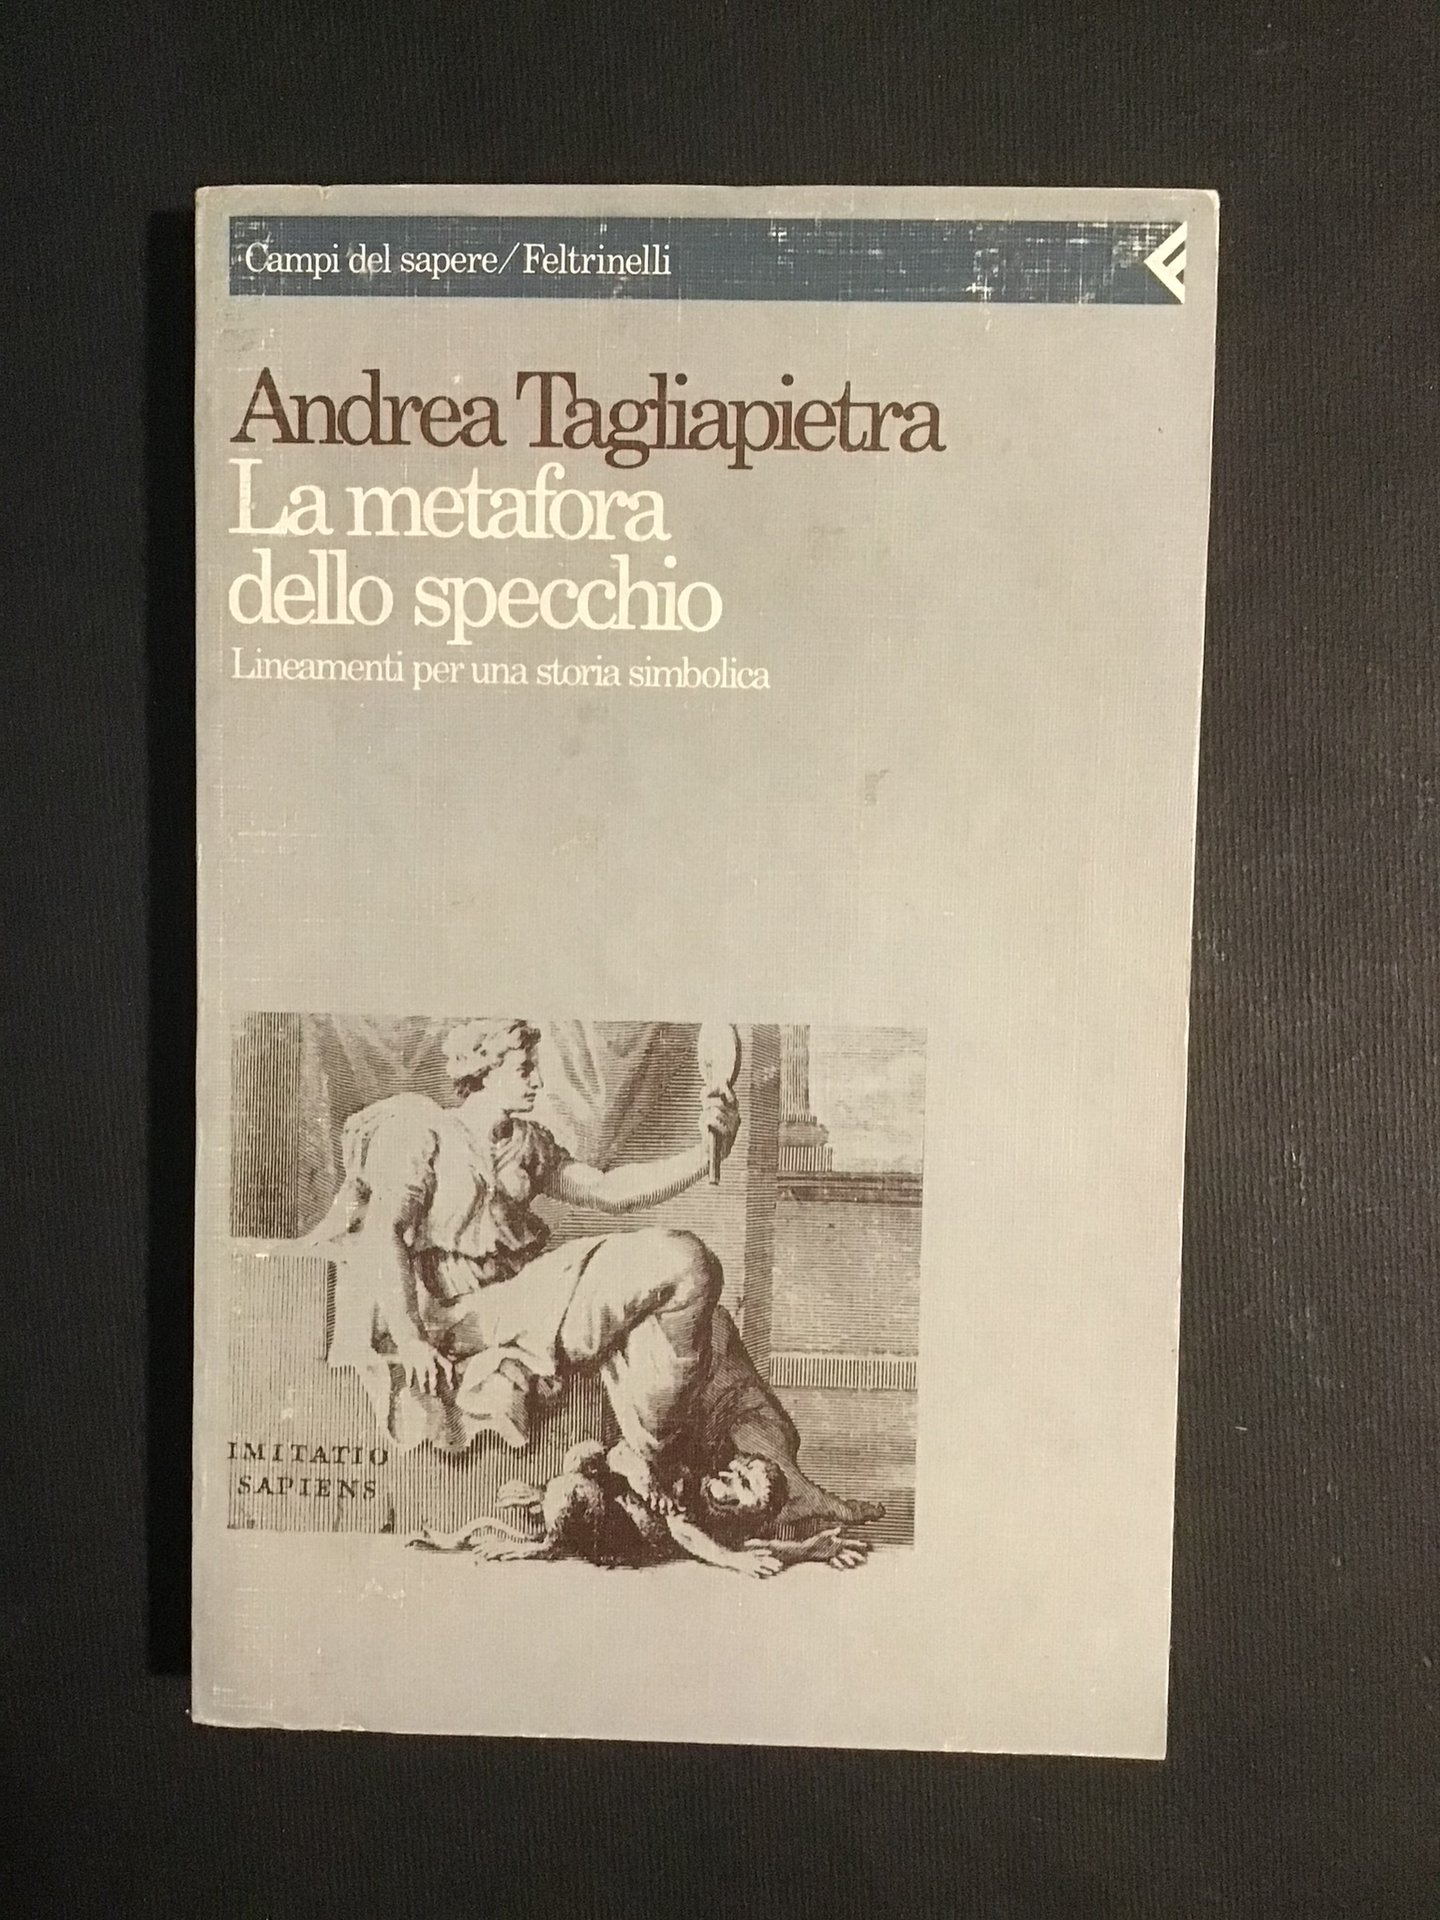 Campi del sapere/Feltrinelli
Andrea Tagliapietra
La metafora
dello specchio
Lineamenti per una storia simbolica
IMITATIO
SAPIENS